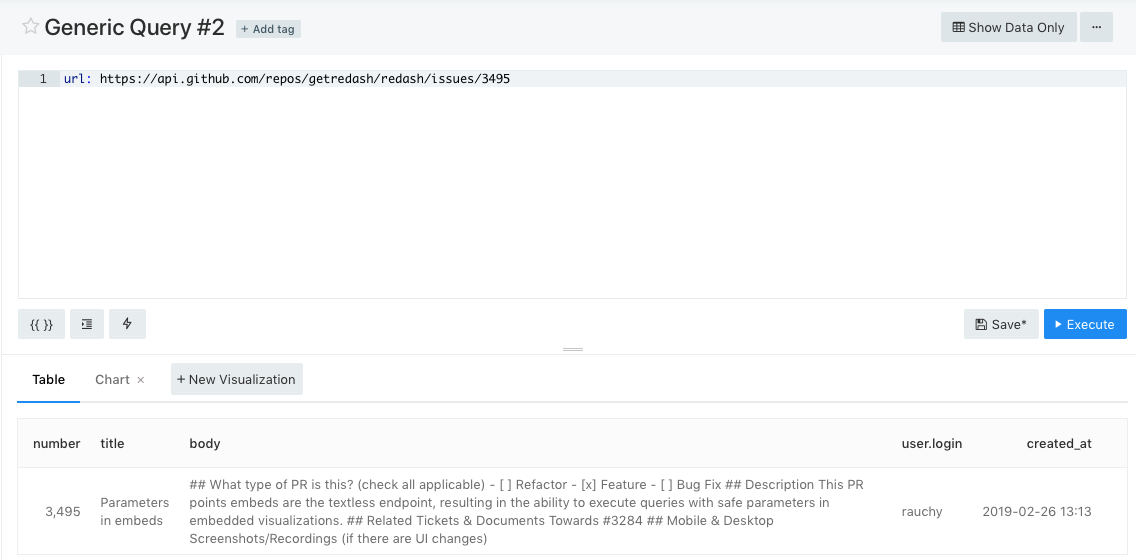 Generic Query #2 + Add tag
Show Data Only ...
1 url: https://api.github.com/repos/getredash/redash/issues/3495
{{ }}
Save* Execute
Table Chart × + New Visualization
number title body user.login created_at
3,495
Parameters
in embeds
## What type of PR is this? (check all applicable) - [ ] Refactor - [x] Feature - [ ] Bug Fix ## Description This PR
points embeds are the textless endpoint, resulting in the ability to execute queries with safe parameters in
embedded visualizations. ## Related Tickets & Documents Towards #3284 ## Mobile & Desktop
Screenshots/Recordings (if there are UI changes)
rauchy
2019-02-26 13:13